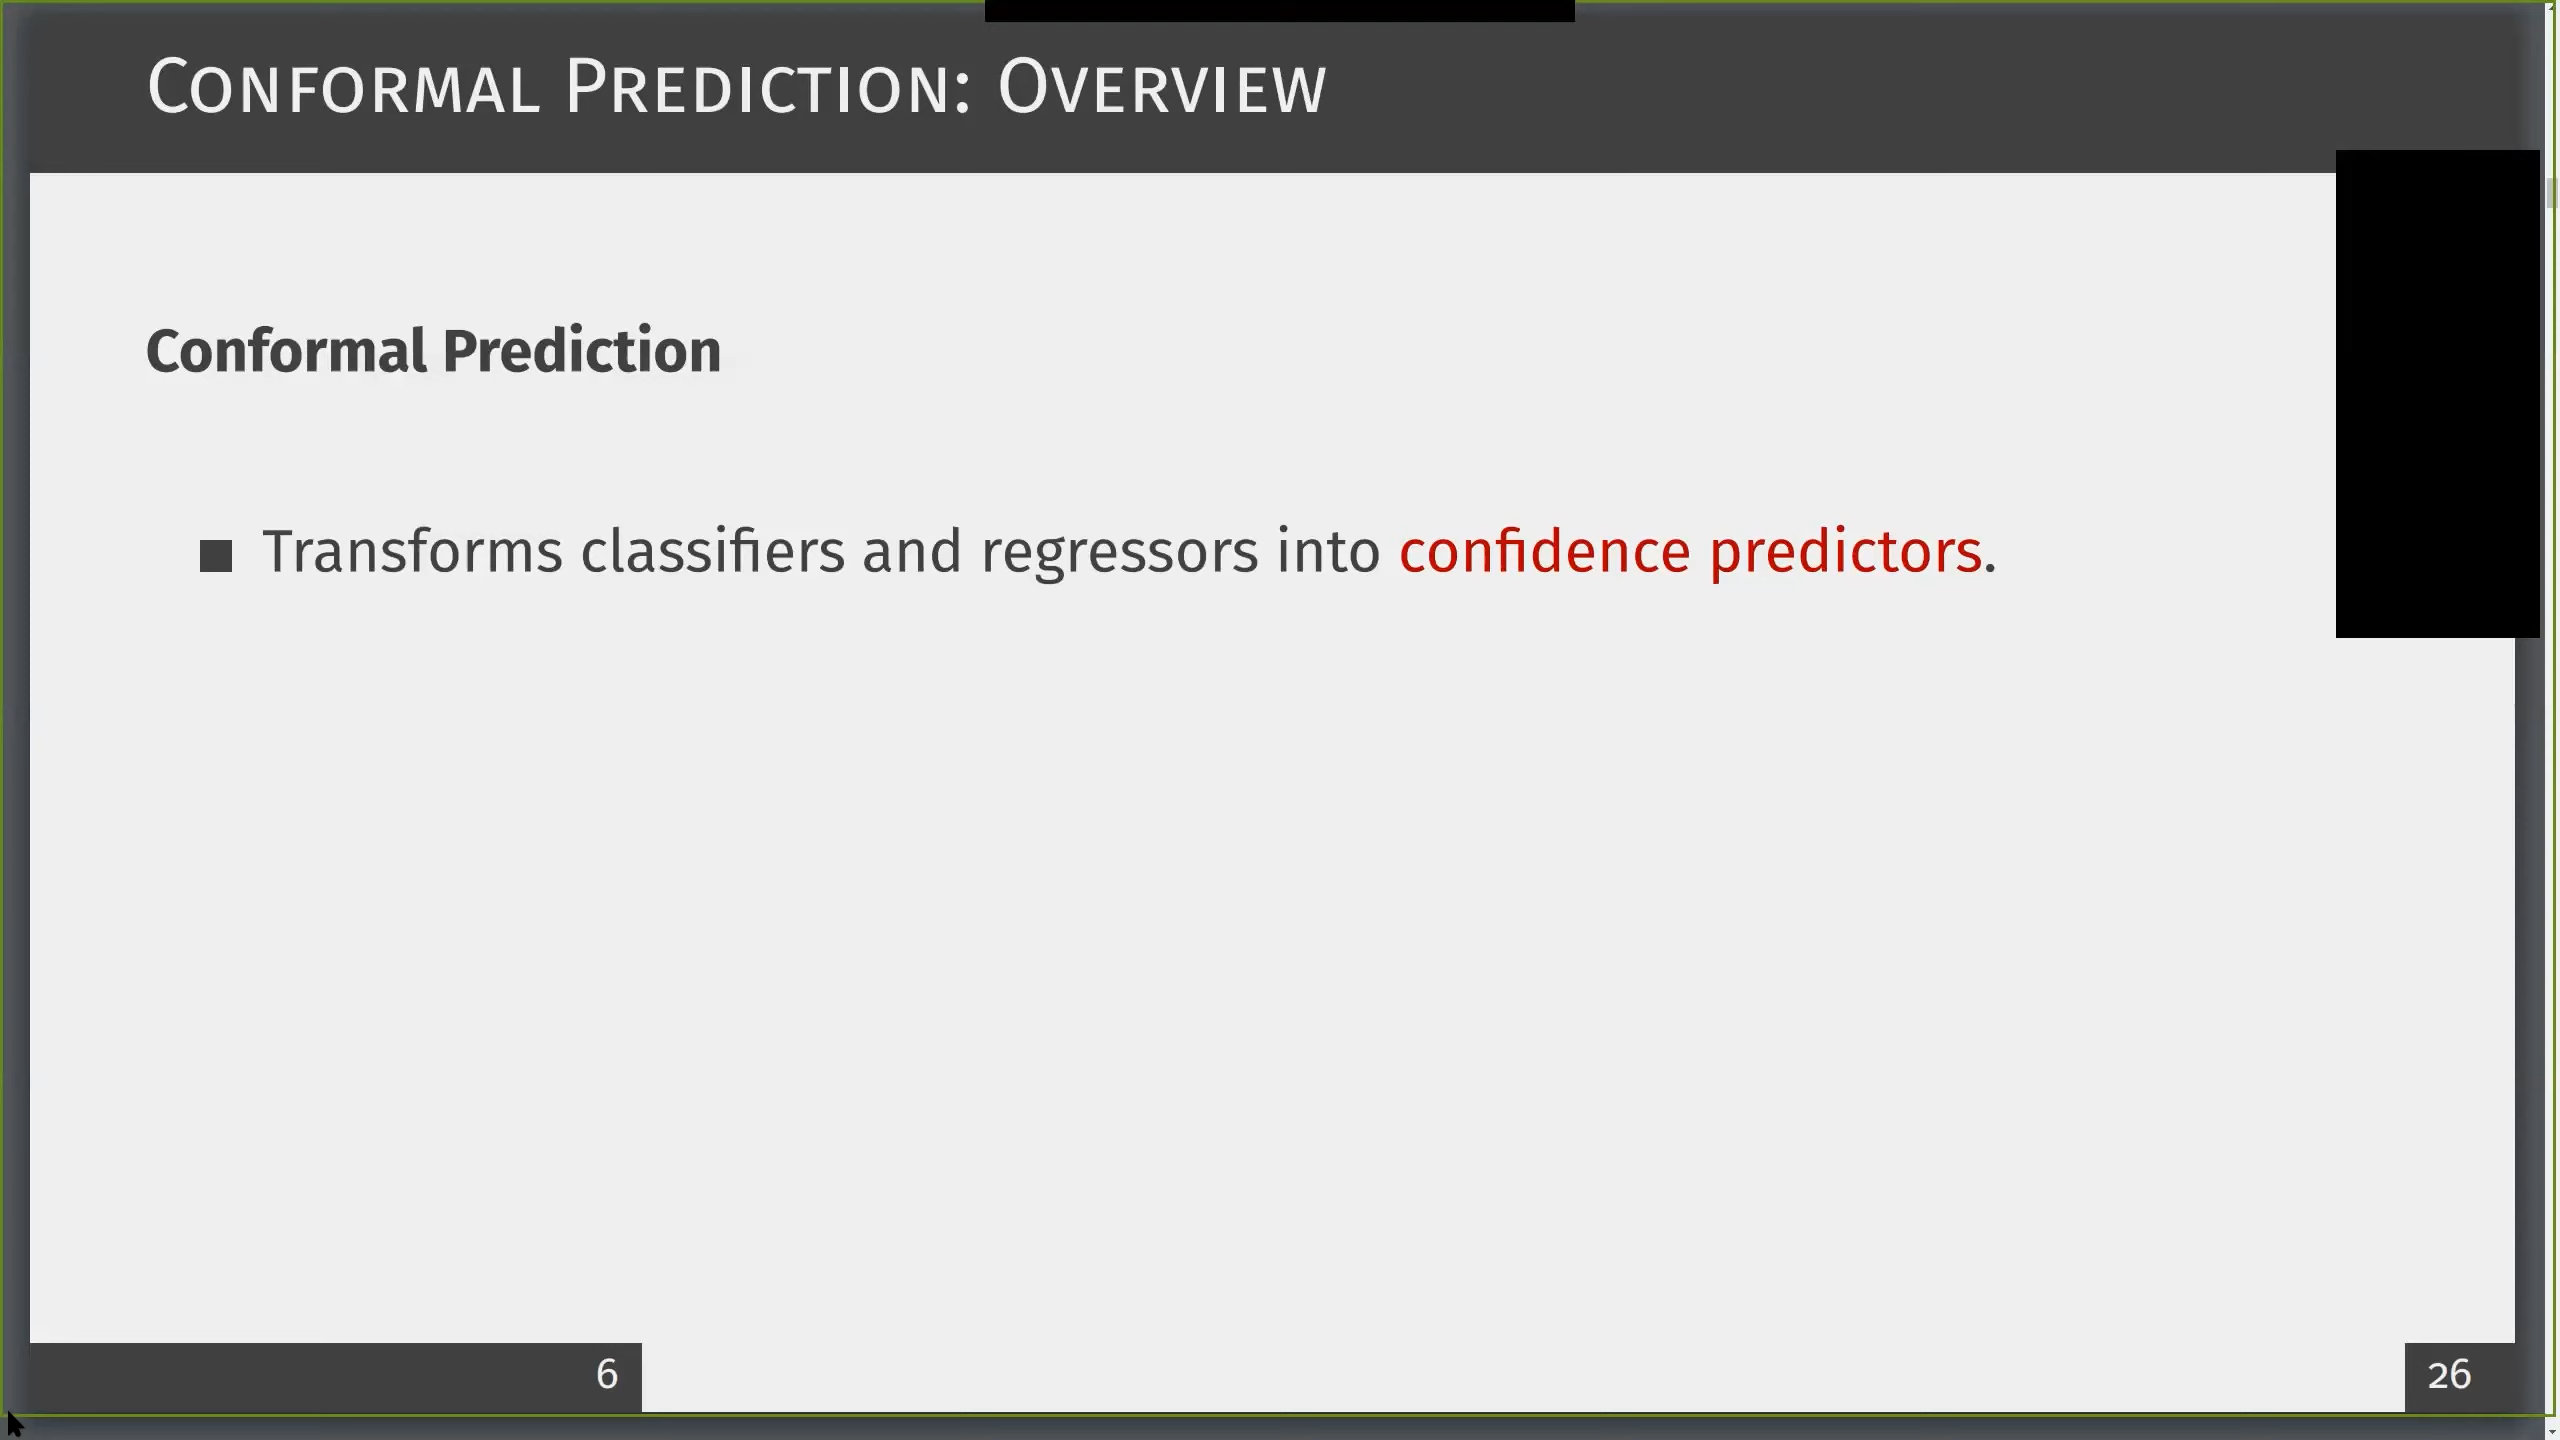 CONFORMAL PREDICTION: OVERVIEW
Conformal Prediction
Transforms classifiers and regressors into confidence predictors.
6
26